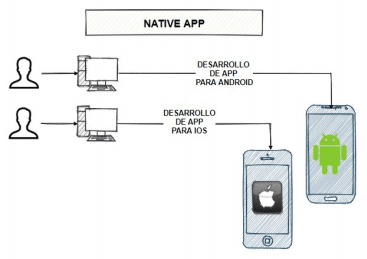 NATIVE APP
DESARROLLO
DE APP
PARA ANDROID
DESARROLLO
DE APP
PARA IOS